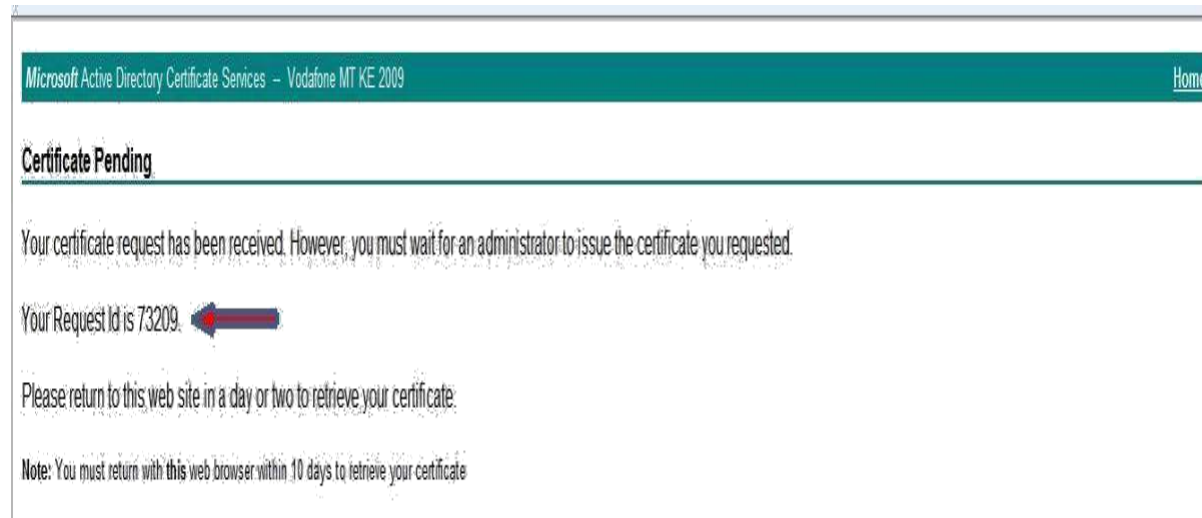 Microsoft Active Directory Certificate Services -- Vodafone MT KE 2009
Home
Certificate Pending
Your certificate request has been received. However, you must wait for an administrator to issue the certificate you requested.
Your Request Id is 73209.
Please return to this web site in a day or two to retrieve your certificate.
Note: You must return with this web browser within 10 days to retrieve your certificate